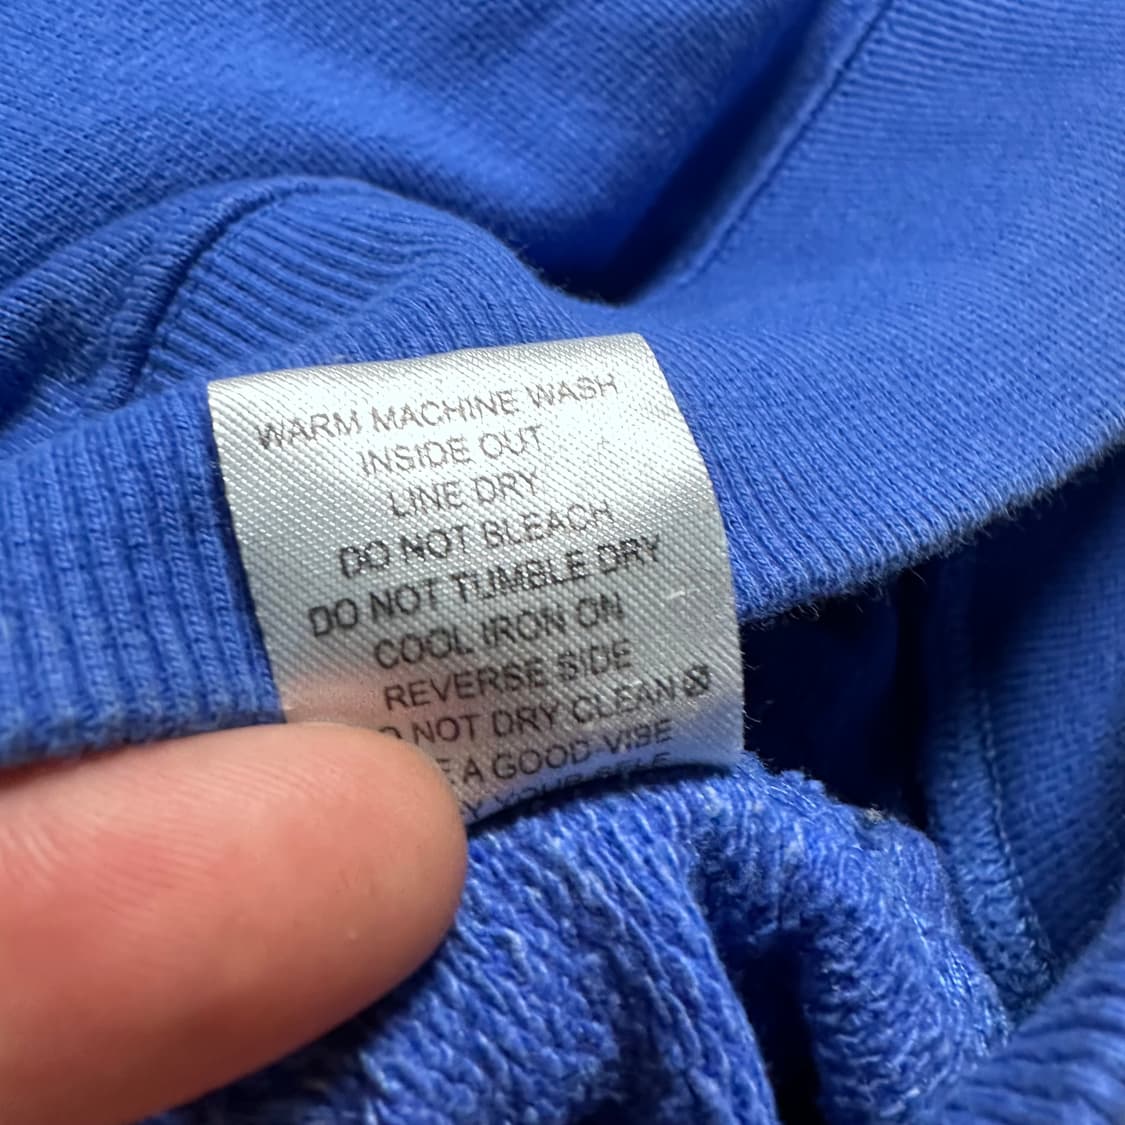 WARM MACHINE WASH
INSIDE OUT
LINE DRY
DO NOT BLEACH
DO NOT TUMBLE DRY
COOL IRON ON
REVERSE SIDE
NOT DRY CLEAN
A GOOD VIBE